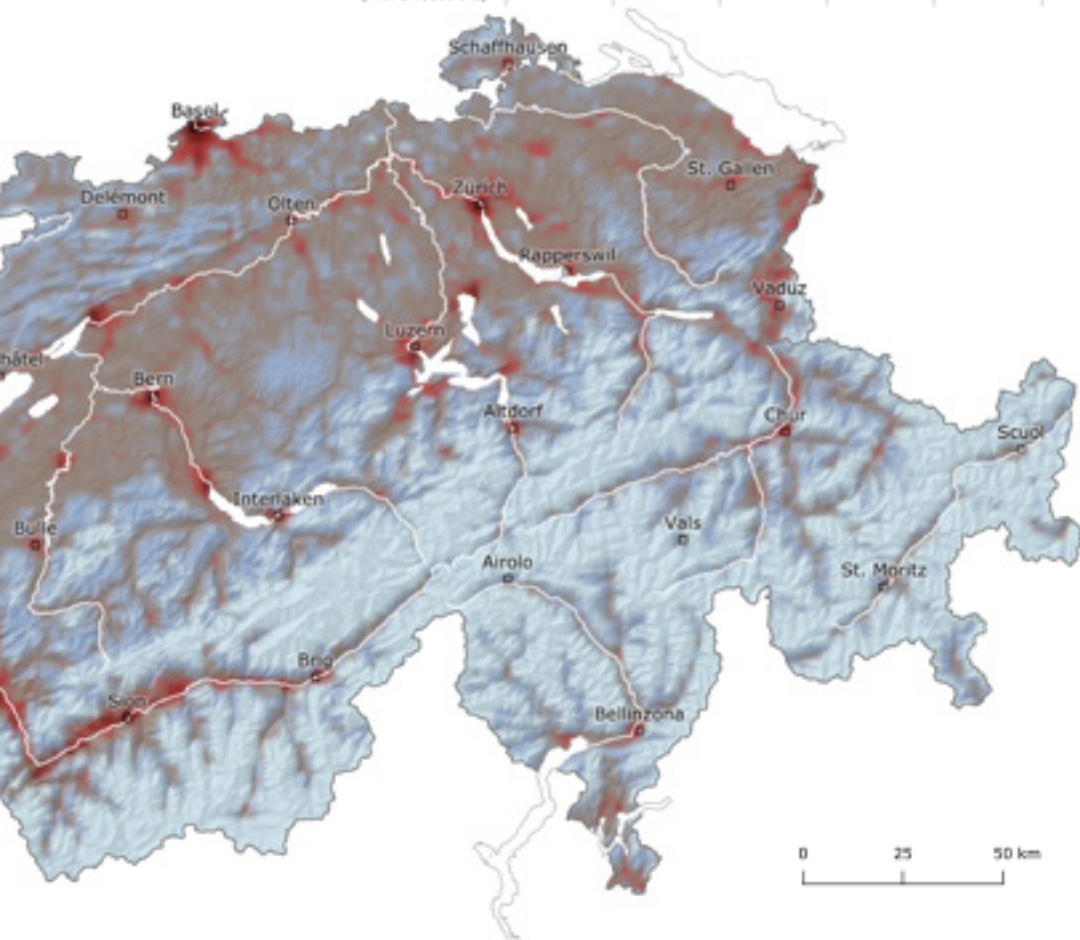 Schaffhausen
Basel
St. Gallen
Zürich
Delémont
Olten
Rapperswil
Vaduz
Luzern
hâtel
Bern
Altdorf
Chur
Scuol
Interlaken
Vals
Bulle
Airolo
St. Moritz
Brig
Sion
Bellinzona
0 25 50 km